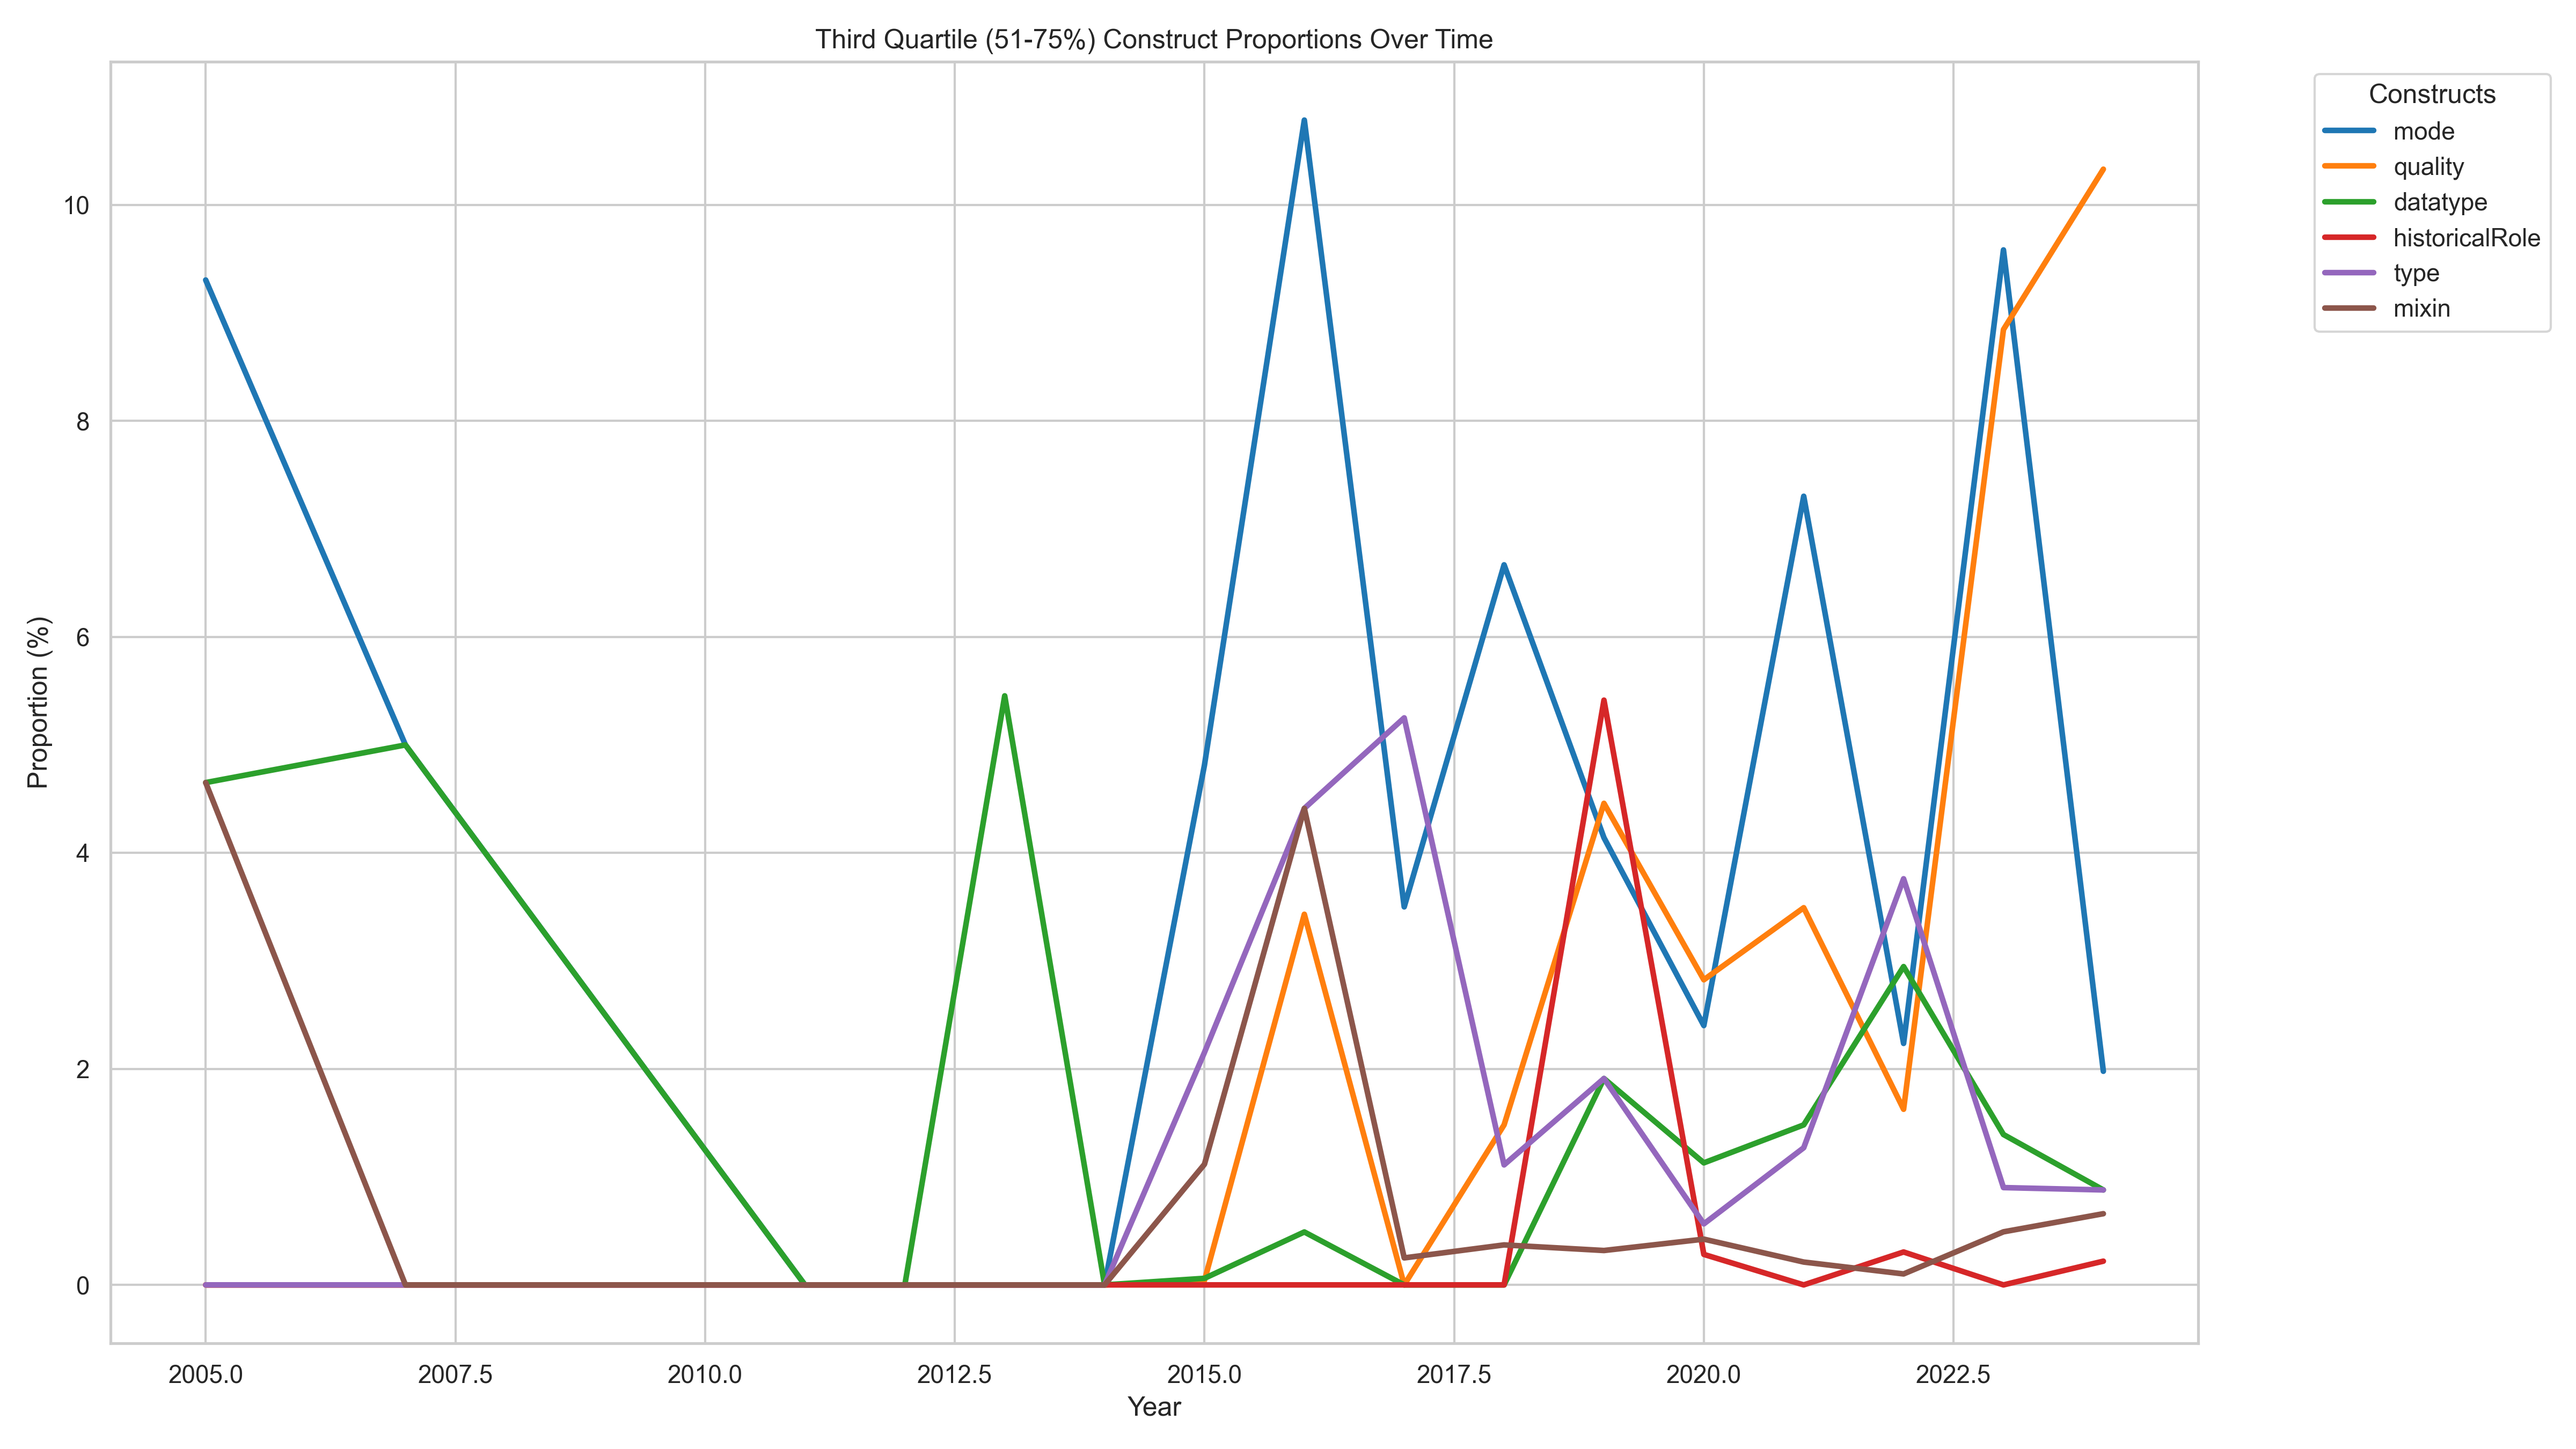 Third Quartile (51-75%) Construct Proportions Over Time
Constructs
mode
quality
datatype
historicalRole
type
mixin
Proportion (%)
10
8
6
4
2
0
2005.0 2007.5 2010.0 2012.5 2015.0 2017.5 2020.0 2022.5
Year